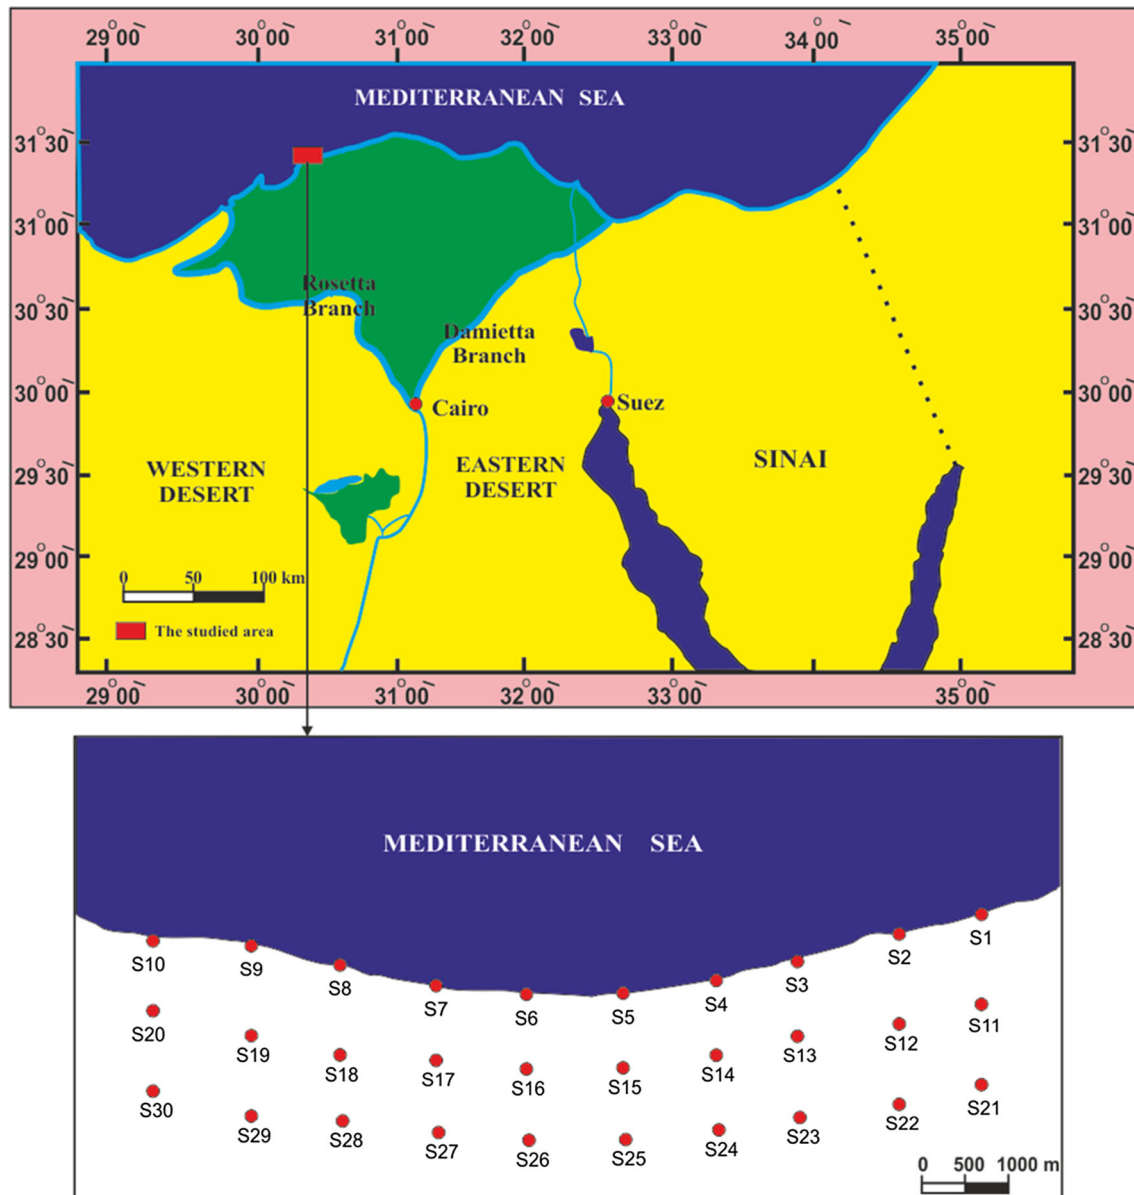 29°00′ 30°00′ 31°00′ 32°00′ 33°00′ 34°00′ 35°00′
MEDITERRANEAN SEA
31°30′ 31°30′
31°00′ 31°00′
Rosetta
Branch
30°30′ 30°30′
Damietta
Branch
30°00′ 30°00′
Cairo
Suez
WESTERN
DESERT
EASTERN
DESERT
SINAI
29°30′ 29°30′
29°00′ 29°00′
0 50 100 km
The studied area
28°30′ 28°30′
29°00′ 30°00′ 31°00′ 32°00′ 33°00′ 35°00′
MEDITERRANEAN SEA
S10 S9 S8 S7 S6 S5 S4 S3 S2 S1
S20 S19 S18 S17 S16 S15 S14 S13 S12 S11
S30 S29 S28 S27 S26 S25 S24 S23 S22 S21
0 500 1000 m